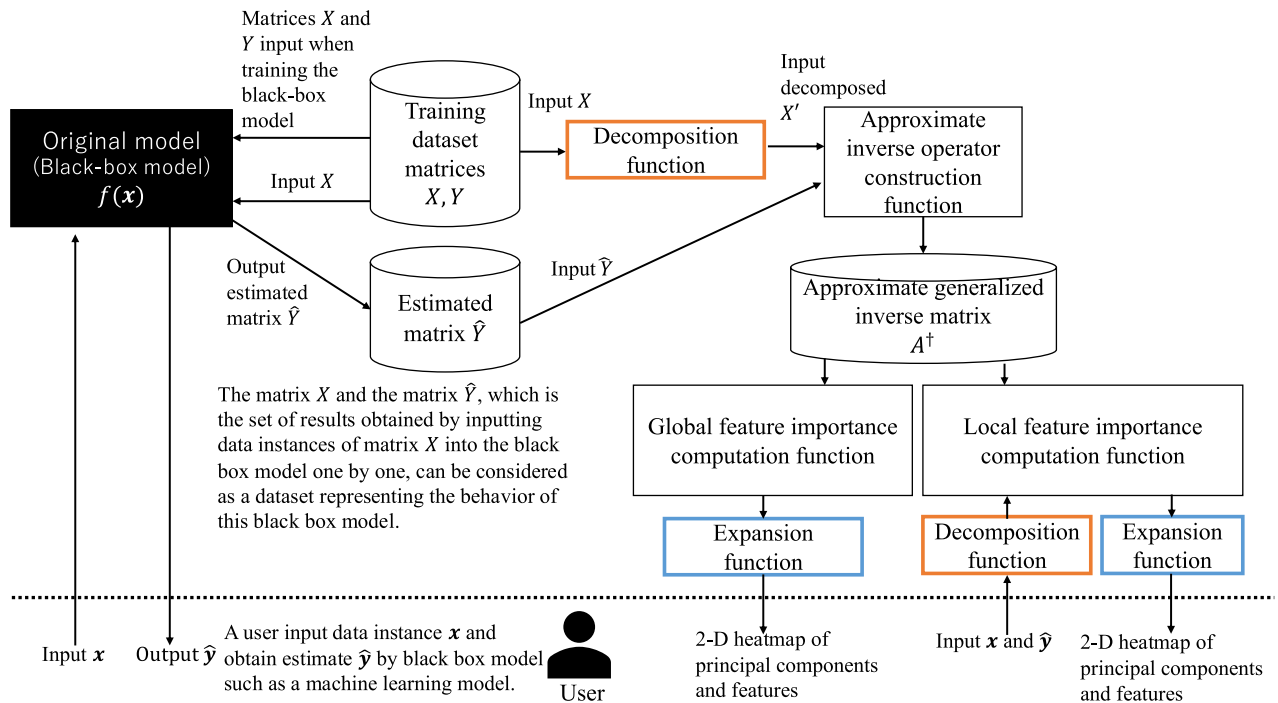 Matrices X and
Y input when
training the
black-box
model
Original model
(Black-box model)
f(x)
Input X
Training
dataset
matrices
X, Y
Input X
Decomposition
function
Input
decomposed
X′
Approximate
inverse operator
construction
function
Output
estimated
matrix Ŷ
Estimated
matrix Ŷ
Input Ŷ
Approximate generalized
inverse matrix
A†
The matrix X and the matrix Ŷ, which is
the set of results obtained by inputting
data instances of matrix X into the black
box model one by one, can be considered
as a dataset representing the behavior of
this black box model.
Global feature importance
computation function
Local feature importance
computation function
Expansion
function
Decomposition
function
Expansion
function
Input x
Output ŷ
A user input data instance x and
obtain estimate ŷ by black box model
such as a machine learning model.
User
2-D heatmap of
principal components
and features
Input x and ŷ
2-D heatmap of
principal components
and features